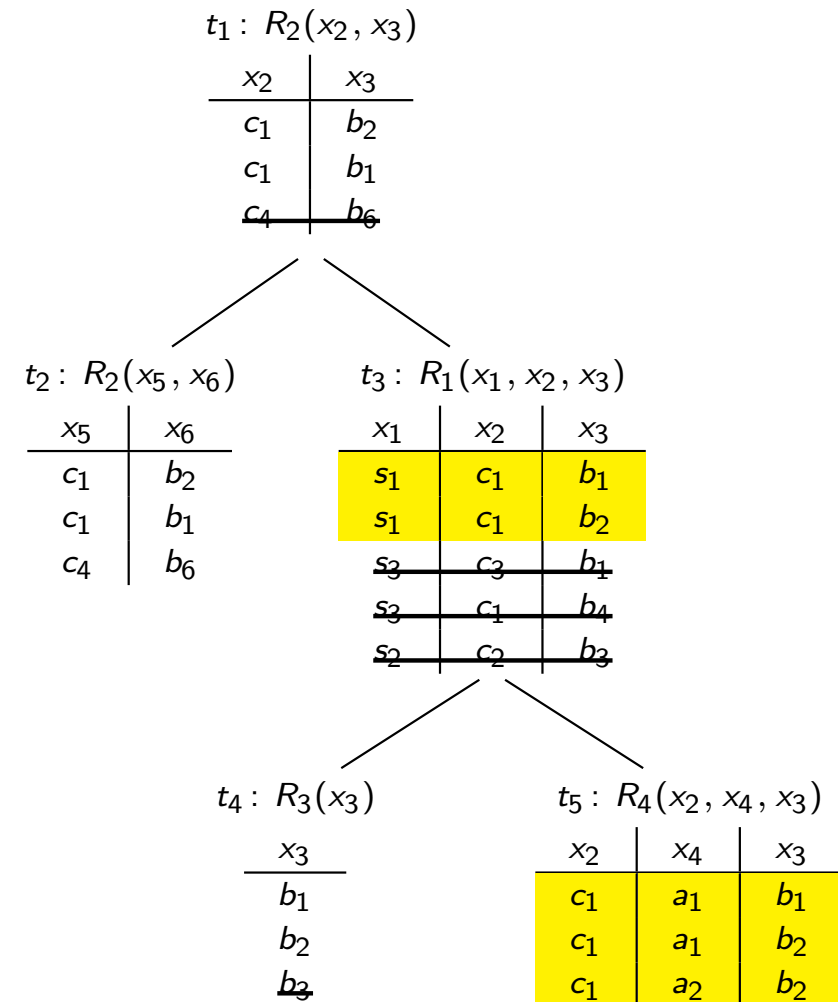 t₁ : R₂(x₂, x₃)
x₂ x₃
c₁ b₂
c₁ b₁
c₄ b₆
t₂ : R₂(x₅, x₆)
x₅ x₆
c₁ b₂
c₁ b₁
c₄ b₆
t₃ : R₁(x₁, x₂, x₃)
x₁ x₂ x₃
s₁ c₁ b₁
s₁ c₁ b₂
s₃ c₃ b₁
s₃ c₁ b₄
s₂ c₂ b₃
t₄ : R₃(x₃)
x₃
b₁
b₂
b₃
t₅ : R₄(x₂, x₄, x₃)
x₂ x₄ x₃
c₁ a₁ b₁
c₁ a₁ b₂
c₁ a₂ b₂